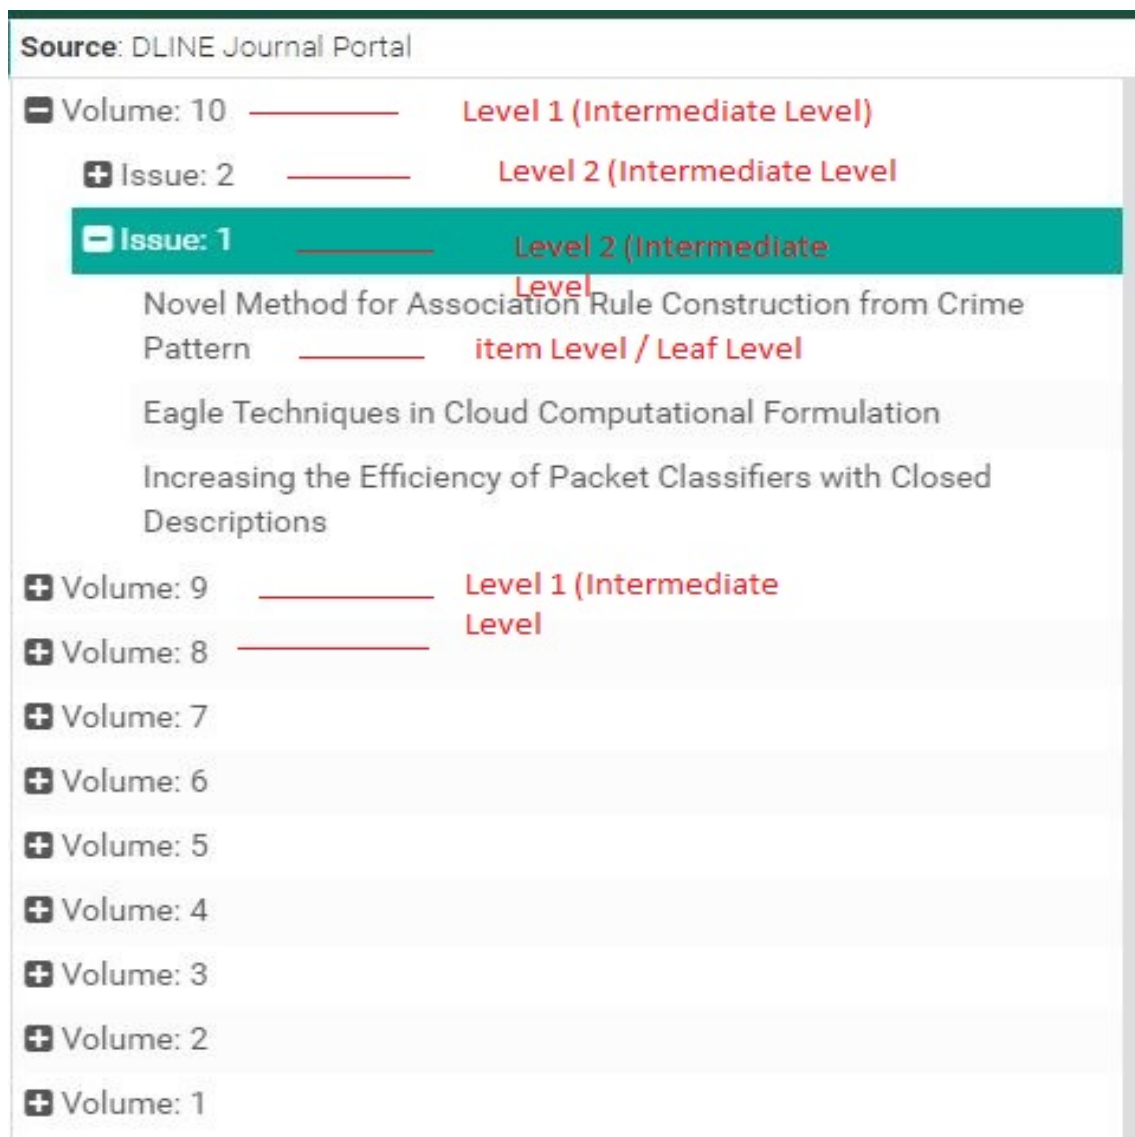 Source: DLINE Journal Portal
Volume: 10 Level 1 (Intermediate Level)
Issue: 2 Level 2 (Intermediate Level
Issue: 1 Level 2 (Intermediate
Level
Novel Method for Association Rule Construction from Crime
Pattern item Level / Leaf Level
Eagle Techniques in Cloud Computational Formulation
Increasing the Efficiency of Packet Classifiers with Closed
Descriptions
Volume: 9 Level 1 (Intermediate
Level
Volume: 8
Volume: 7
Volume: 6
Volume: 5
Volume: 4
Volume: 3
Volume: 2
Volume: 1